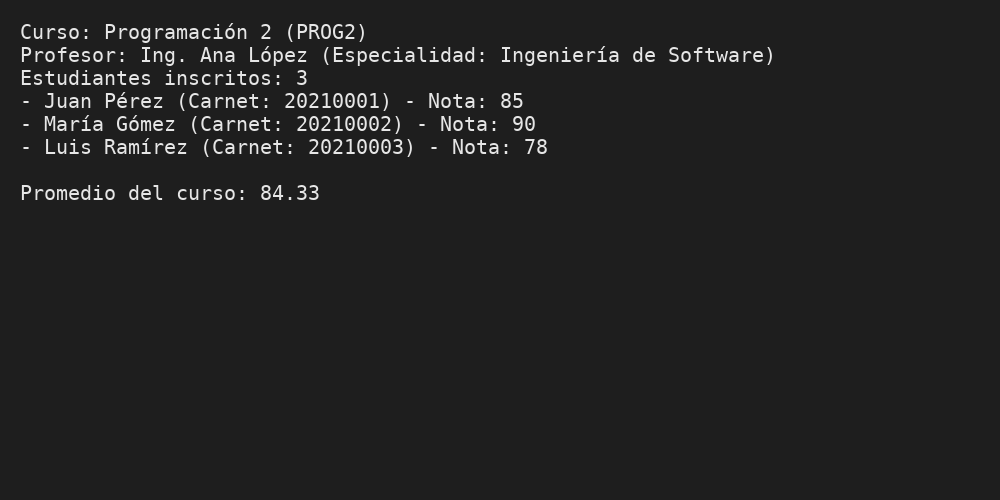 Curso: Programación 2 (PROG2)
Profesor: Ing. Ana López (Especialidad: Ingeniería de Software)
Estudiantes inscritos: 3
- Juan Pérez (Carnet: 20210001) - Nota: 85
- María Gómez (Carnet: 20210002) - Nota: 90
- Luis Ramírez (Carnet: 20210003) - Nota: 78

Promedio del curso: 84.33